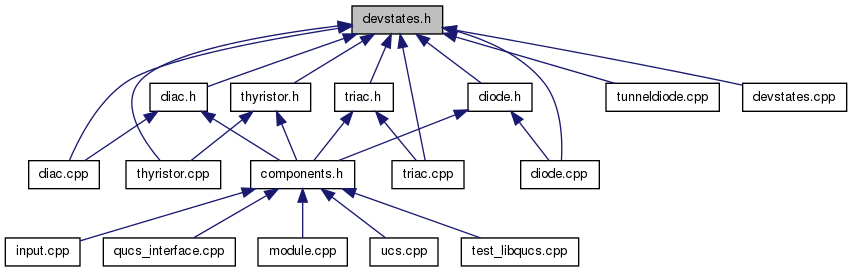 devstates.h
diac.h
thyristor.h
triac.h
diode.h
tunneldiode.cpp
devstates.cpp
diac.cpp
thyristor.cpp
components.h
triac.cpp
diode.cpp
input.cpp
qucs_interface.cpp
module.cpp
ucs.cpp
test_libqucs.cpp